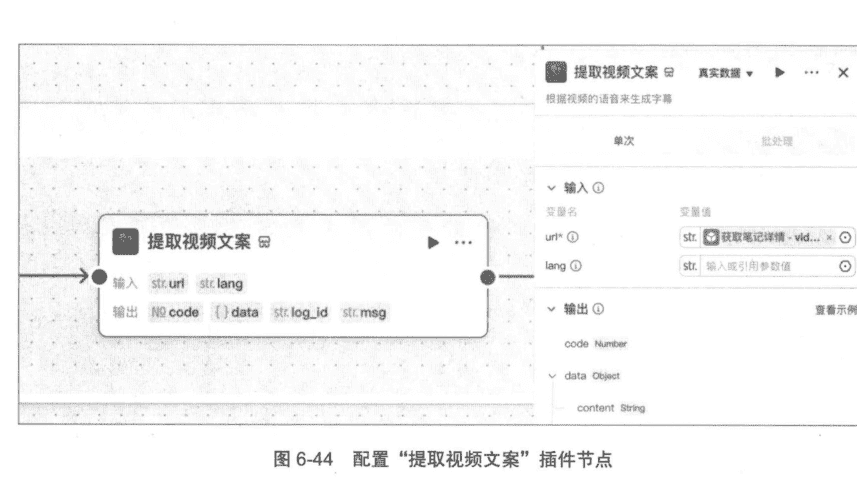 提取视频文案 真实数据
根据视频的语音来生成字幕
单次 批处理
输入
变量名 变量值
url* str. 获取笔记详情 - vid...
lang str. 输入或引用参数值
输出 查看示例
code Number
data Object
content String
提取视频文案
输入 str. url str. lang
输出 № code { } data str. log_id str. msg
图 6-44 配置“提取视频文案”插件节点